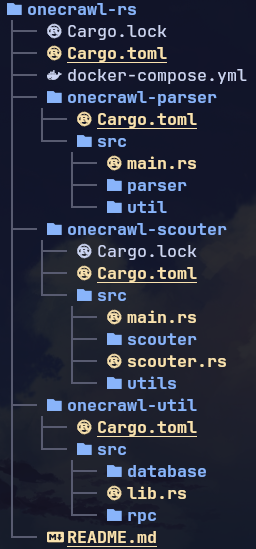 onecrawl-rs
Cargo.lock
Cargo.toml
docker-compose.yml
onecrawl-parser
Cargo.toml
src
main.rs
parser
util
onecrawl-scouter
Cargo.lock
Cargo.toml
src
main.rs
scouter
scouter.rs
utils
onecrawl-util
Cargo.toml
src
database
lib.rs
rpc
README.md